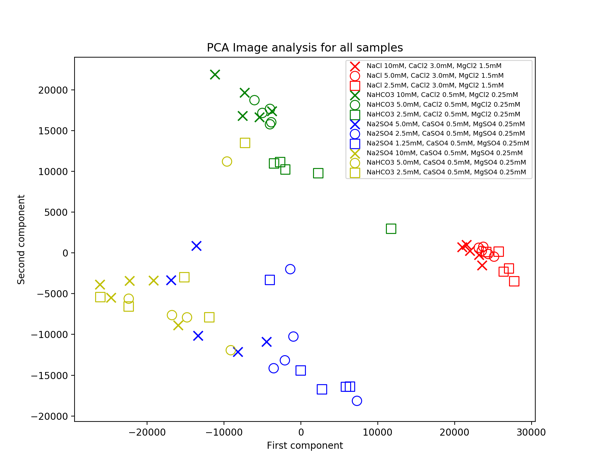 PCA Image analysis for all samples
NaCl 10mM, CaCl2 3.0mM, MgCl2 1.5mM
NaCl 5.0mM, CaCl2 3.0mM, MgCl2 1.5mM
NaCl 2.5mM, CaCl2 3.0mM, MgCl2 1.5mM
NaHCO3 10mM, CaCl2 0.5mM, MgCl2 0.25mM
NaHCO3 5.0mM, CaCl2 0.5mM, MgCl2 0.25mM
NaHCO3 2.5mM, CaCl2 0.5mM, MgCl2 0.25mM
Na2SO4 5.0mM, CaSO4 0.5mM, MgSO4 0.25mM
Na2SO4 2.5mM, CaSO4 0.5mM, MgSO4 0.25mM
Na2SO4 1.25mM, CaSO4 0.5mM, MgSO4 0.25mM
Na2SO4 10mM, CaSO4 0.5mM, MgSO4 0.25mM
NaHCO3 5.0mM, CaSO4 0.5mM, MgSO4 0.25mM
NaHCO3 2.5mM, CaSO4 0.5mM, MgSO4 0.25mM
Second component
20000
15000
10000
5000
0
−5000
−10000
−15000
−20000
−20000
−10000
0
10000
20000
30000
First component